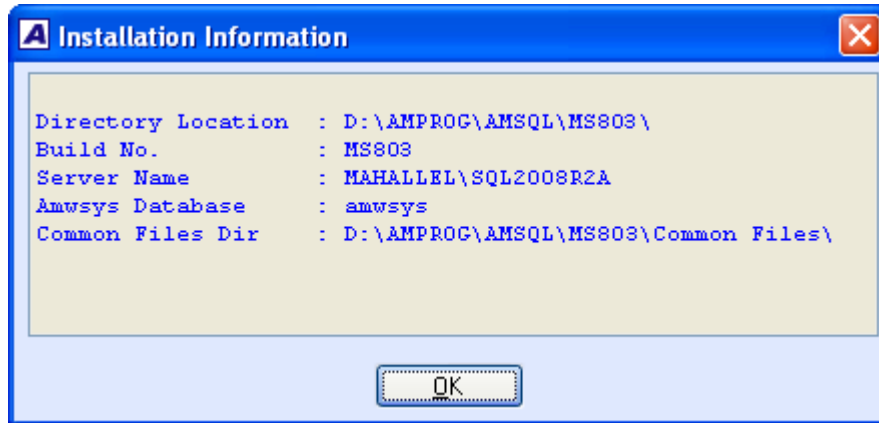 A Installation Information
Directory Location : D:\AMPROG\AMSQL\MS803\
Build No. : MS803
Server Name : MAHALLEL\SQL2008R2A
Amwsys Database : amwsys
Common Files Dir : D:\AMPROG\AMSQL\MS803\Common Files\
OK